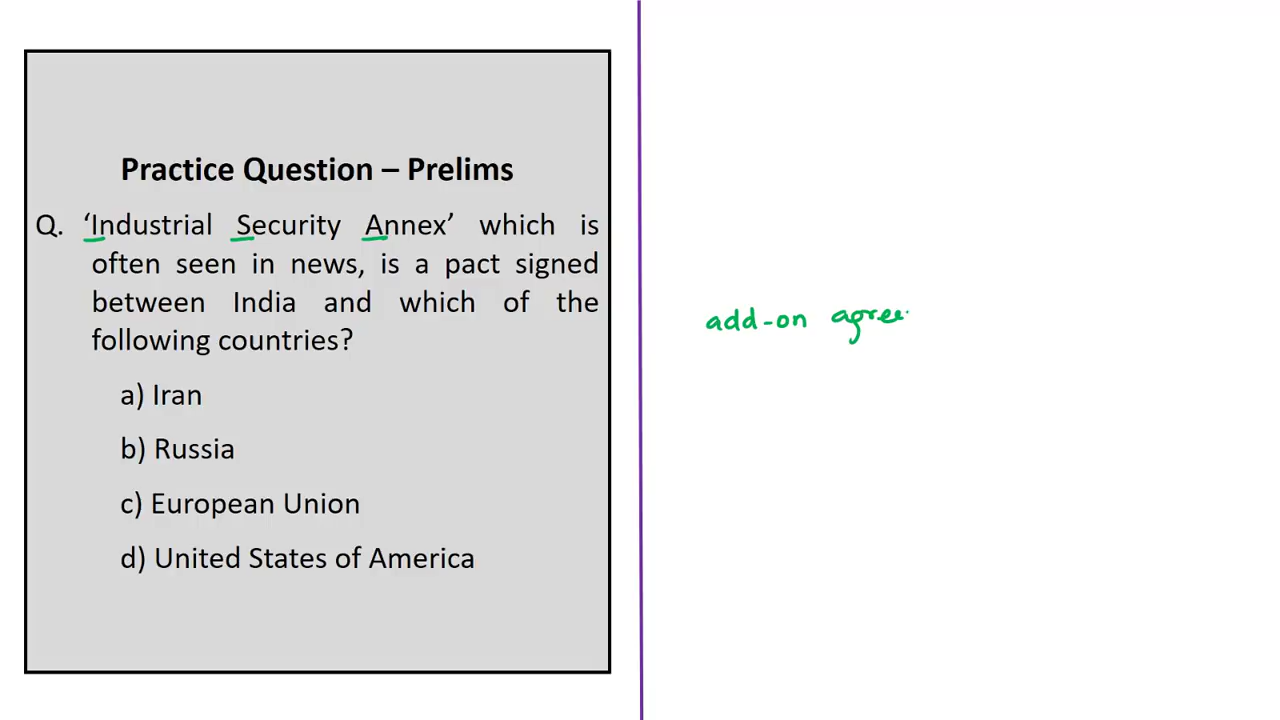 Practice Question – Prelims
Q. ‘Industrial Security Annex’ which is
often seen in news, is a pact signed
between India and which of the
following countries?
add-on agree
a) Iran
b) Russia
c) European Union
d) United States of America